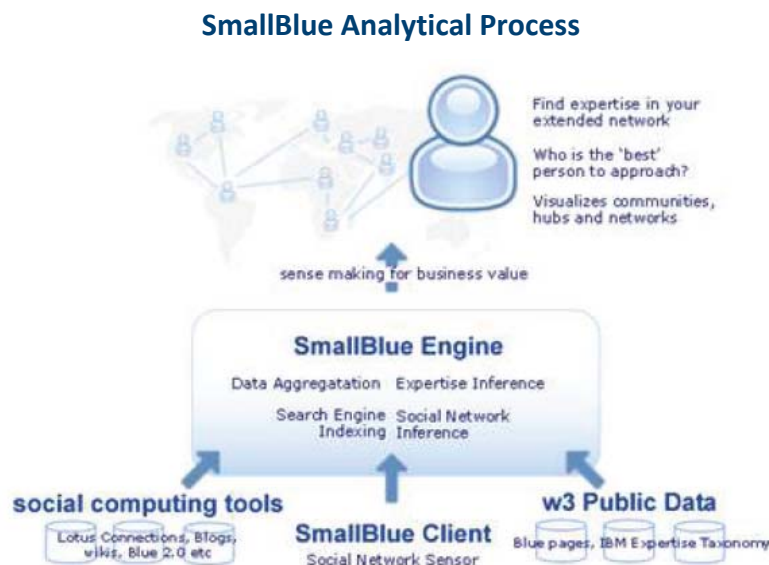 SmallBlue Analytical Process
Find expertise in your
extended network
Who is the 'best'
person to approach?
Visualizes communities,
hubs and networks
sense making for business value
SmallBlue Engine
Data Aggregatation Expertise Inference
Search Engine Social Network
Indexing Inference
social computing tools
Lotus Connections, Blogs,
wikis, Blue 2.0 etc
SmallBlue Client
Social Network Sensor
w3 Public Data
Blue pages, IBM Expertise Taxonomy